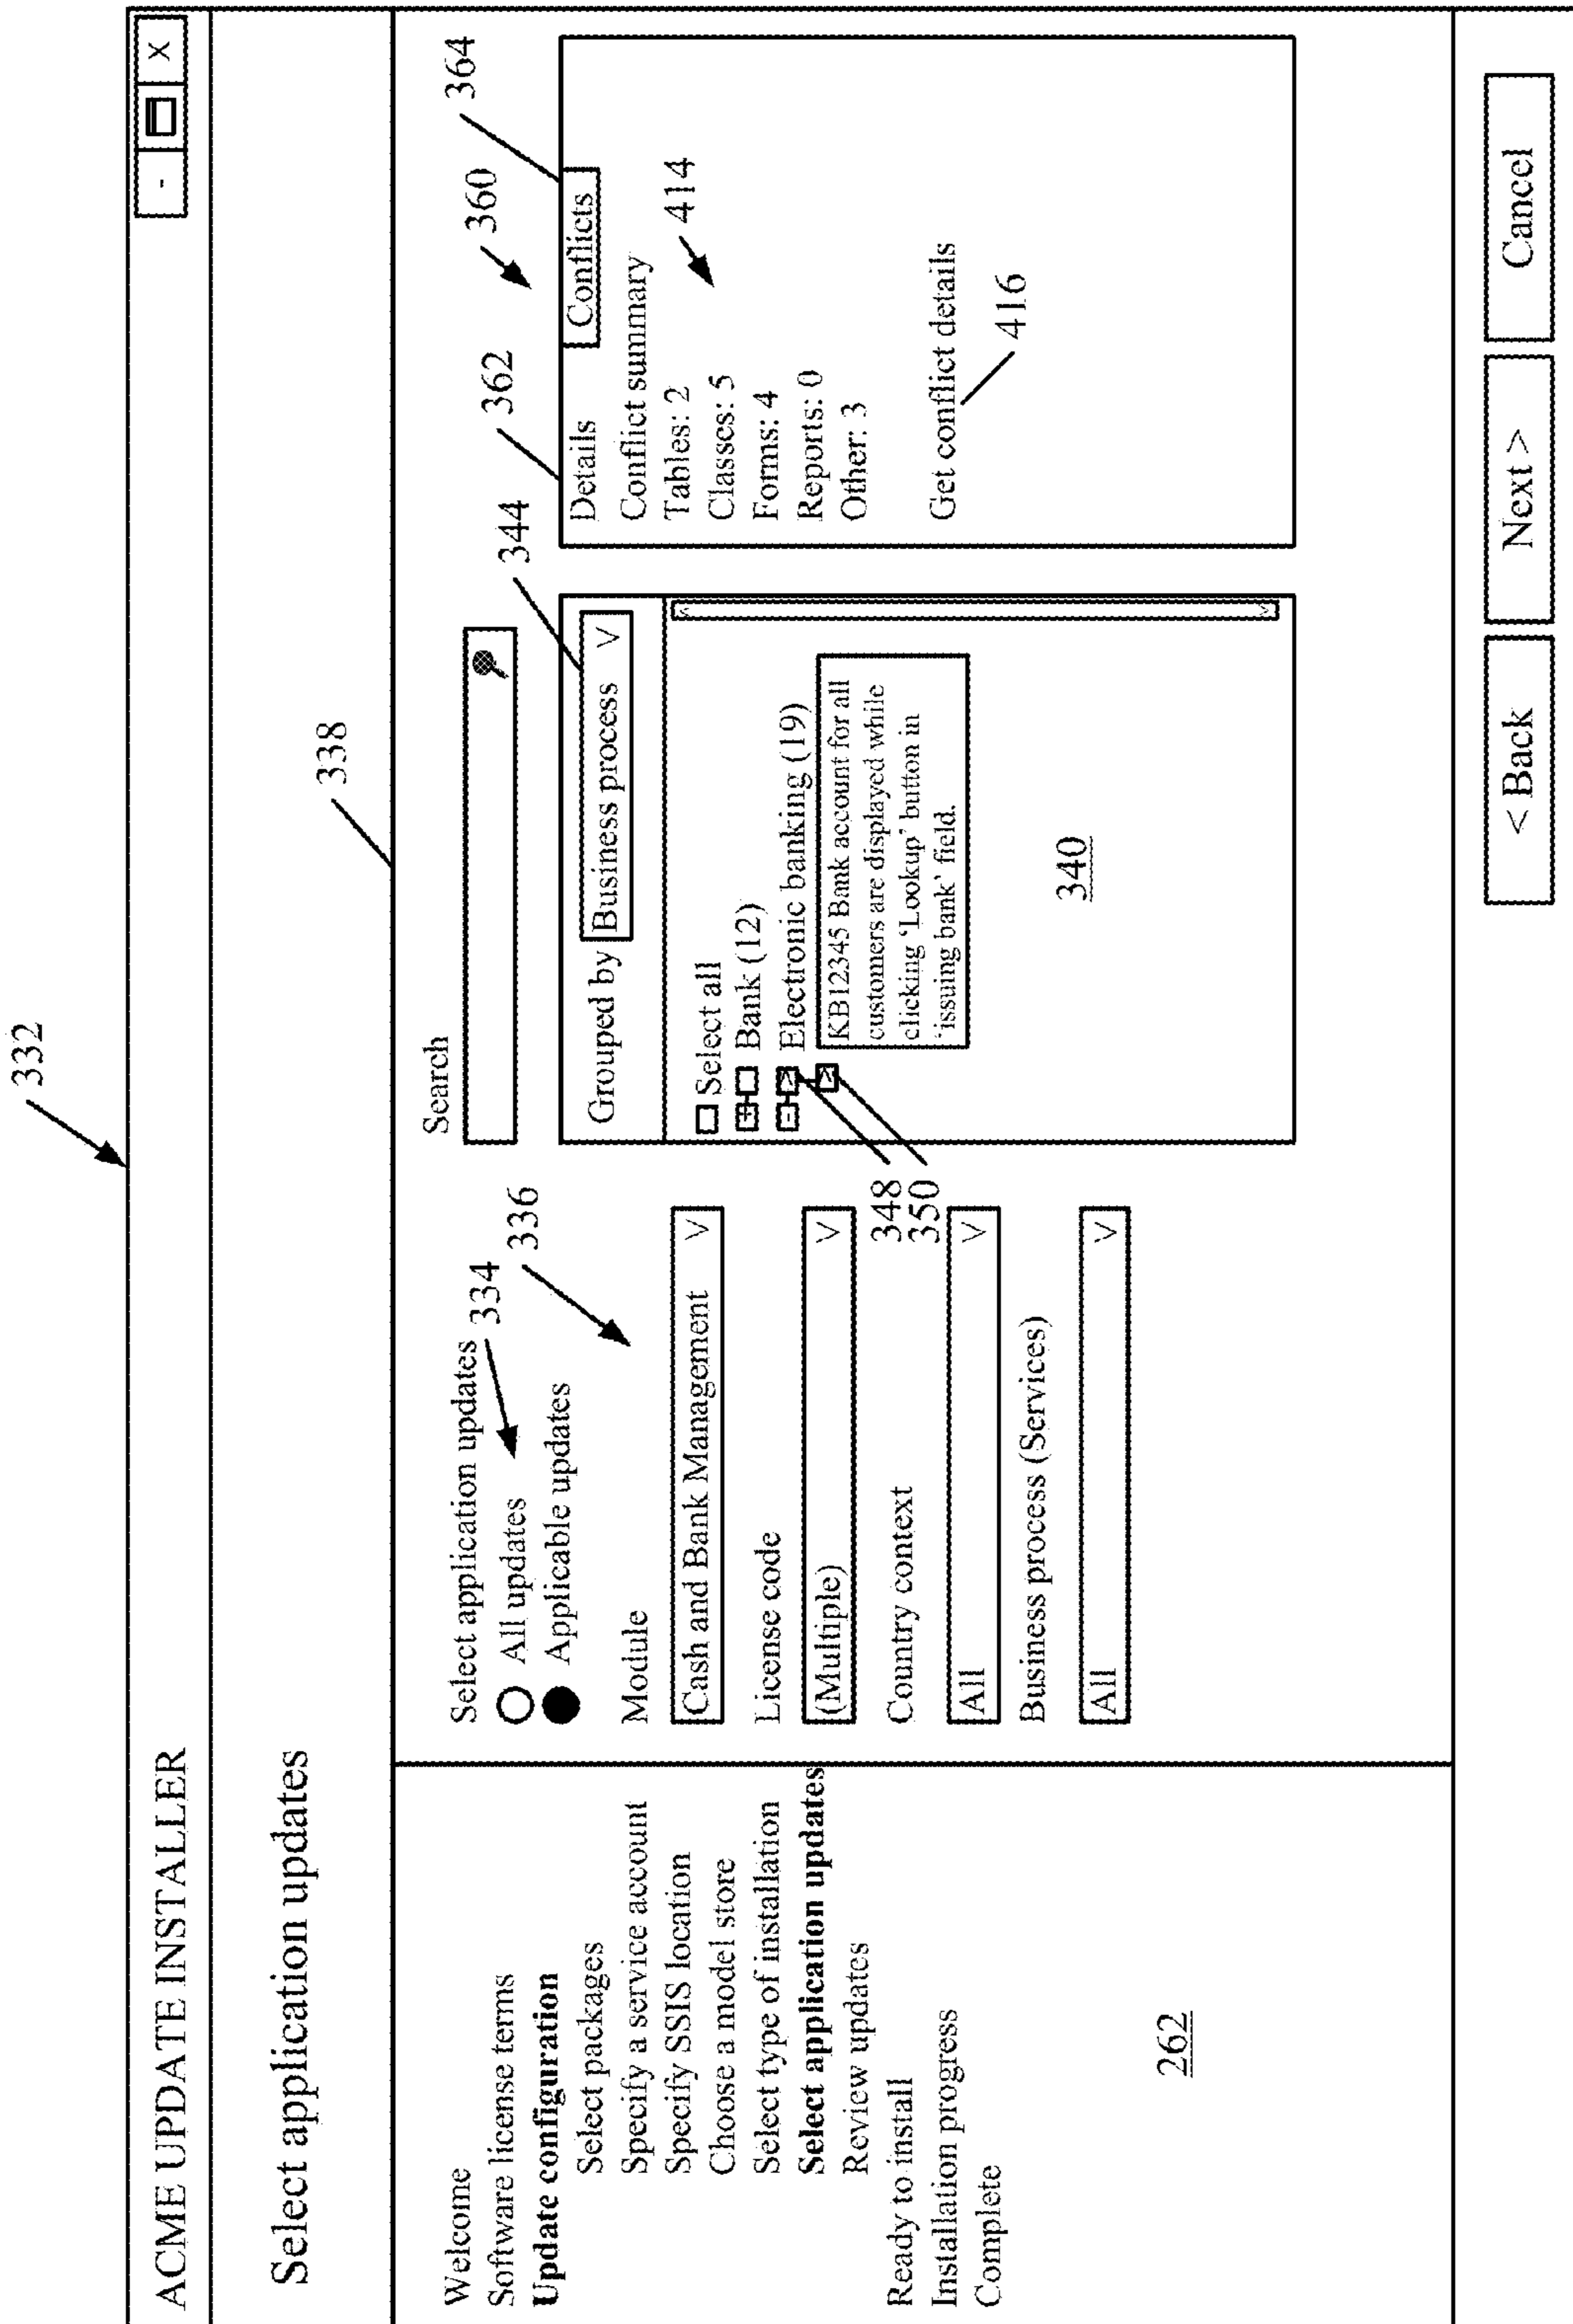 332
ACME UPDATE INSTALLER
- X
Select application updates
338
Welcome
Software license terms
Update configuration
Select packages
Specify a service account
Specify SSIS location
Choose a model store
Select type of installation
Select application updates
Review updates
Ready to install
Installation progress
Complete
262
Select application updates
334
All updates
Applicable updates
336
Module
Cash and Bank Management V
License code
(Multiple) V
Country context
All V
Business process (Services)
All V
348
350
Search
344
Grouped by Business process V
Select all
+ Bank (12)
- Electronic banking (19)
KB12345 Bank account for all
customers are displayed while
clicking ‘Lookup’ button in
‘issuing bank’ field.
340
362
360
364
Details Conflicts
Conflict summary
Tables: 2
Classes: 5
Forms: 4
Reports: 0
Other: 3
414
Get conflict details
416
< Back Next > Cancel